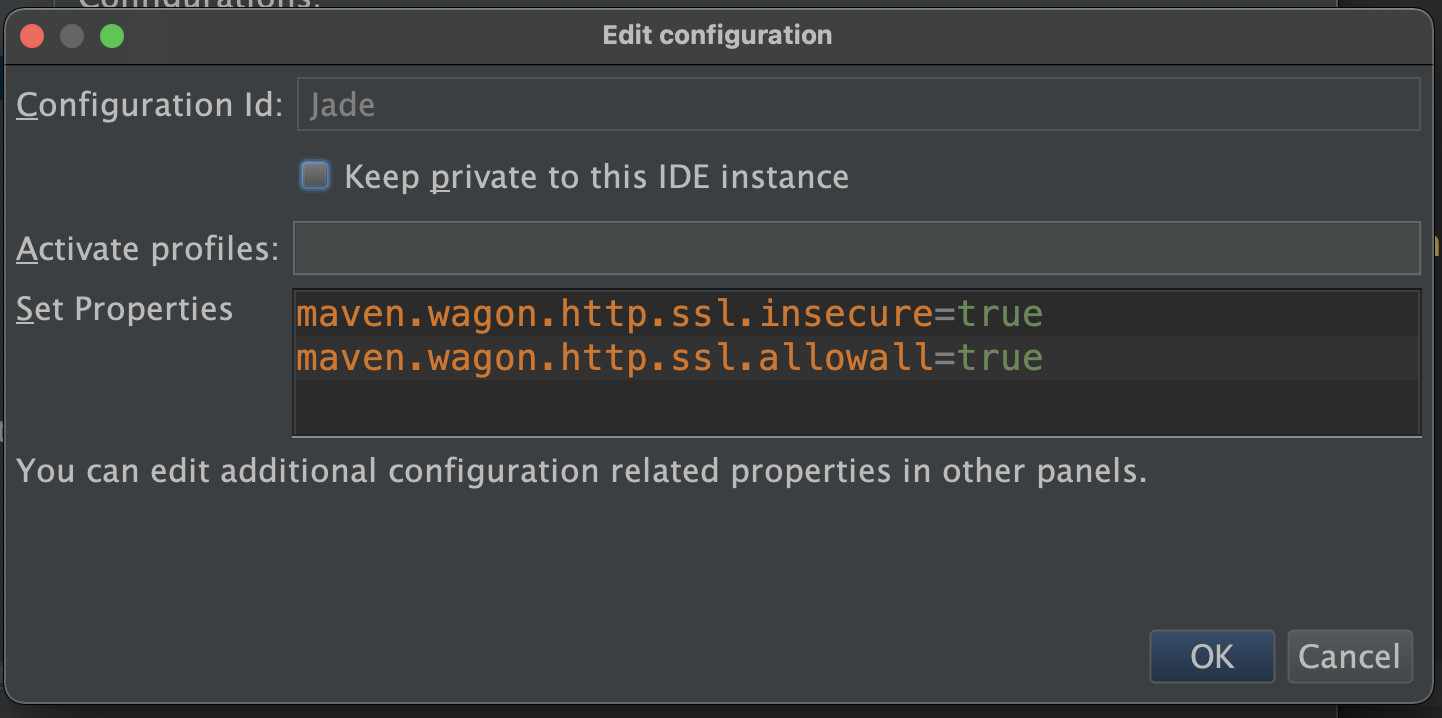 Configurations:
Edit configuration
Configuration Id: Jade
Keep private to this IDE instance
Activate profiles:
Set Properties
maven.wagon.http.ssl.insecure=true
maven.wagon.http.ssl.allowall=true
You can edit additional configuration related properties in other panels.
OK Cancel